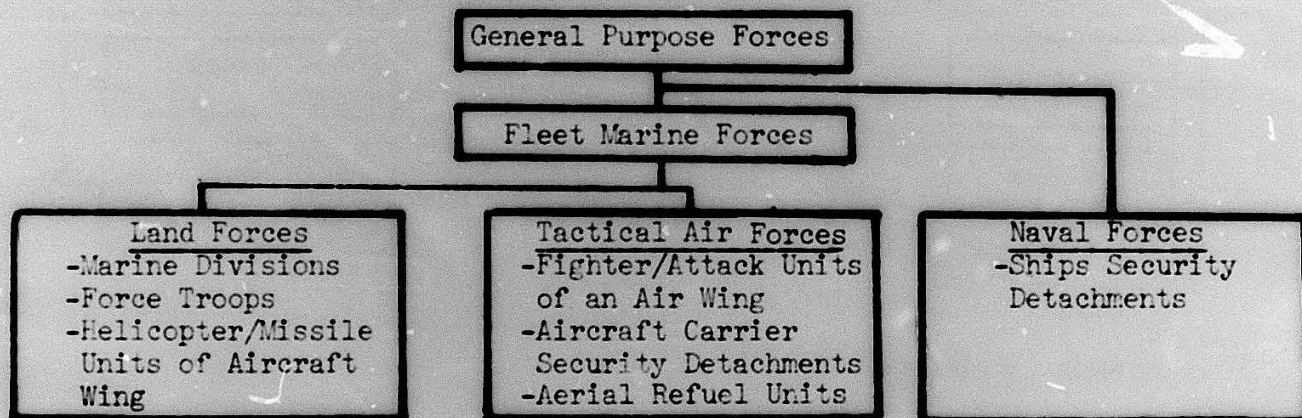 General Purpose Forces
Fleet Marine Forces
Land Forces
-Marine Divisions
-Force Troops
-Helicopter/Missile
Units of Aircraft
Wing
Tactical Air Forces
-Fighter/Attack Units
of an Air Wing
-Aircraft Carrier
Security Detachments
-Aerial Refuel Units
Naval Forces
-Ships Security
Detachments